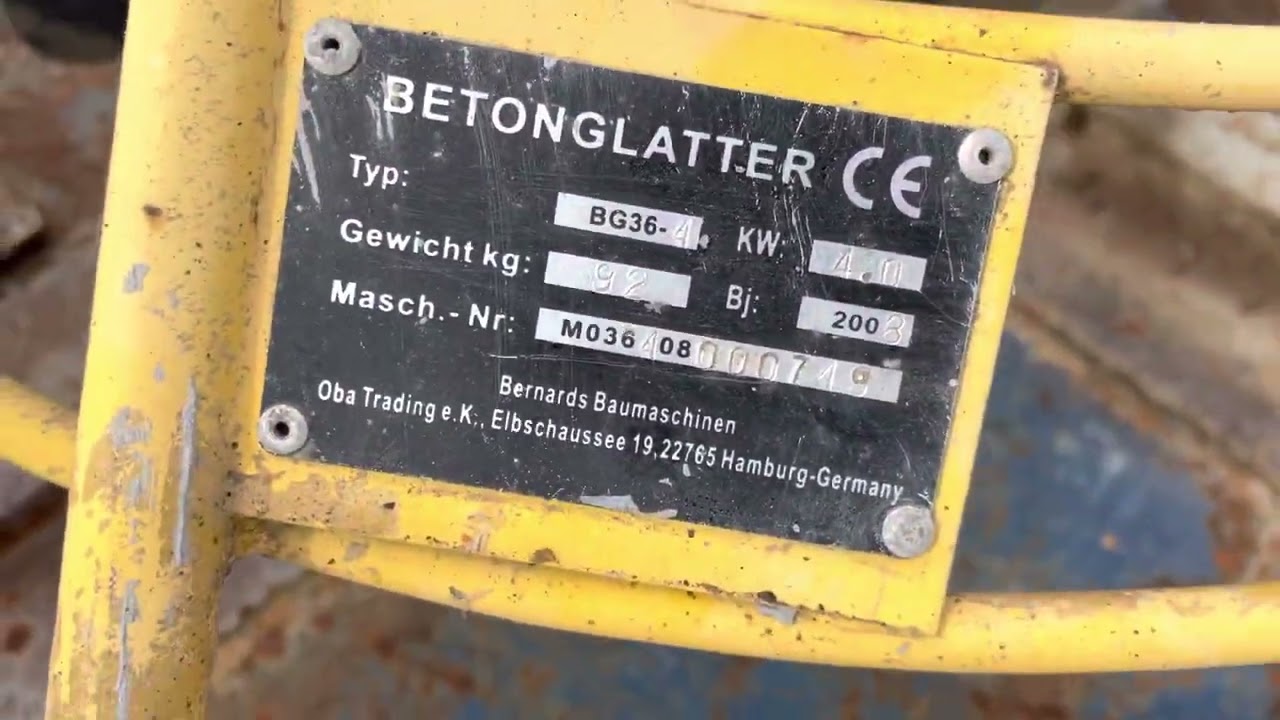 BETONGLATTER CE
Typ: BG36-4. KW: 4.0
Gewicht kg: 92 Bj: 2008
Masch.- Nr: M036408000719
Bernards Baumaschinen
Oba Trading e.K,, Elbschaussee 19,22765 Hamburg-Germany